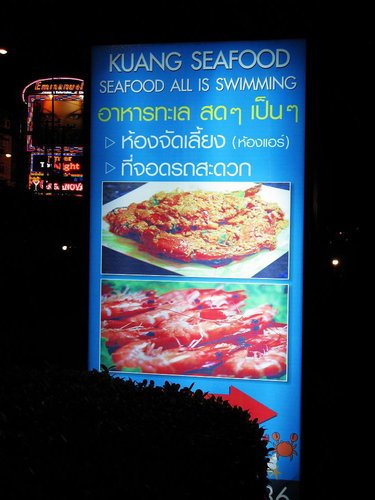 KUANG SEAFOOD
SEAFOOD ALL IS SWIMMING
อาหารทะเล สดๆ เป็นๆ
▷ ห้องจัดเลี้ยง (ห้องแอร์)
▷ ที่จอดรถสะดวก
36
Emmanuel